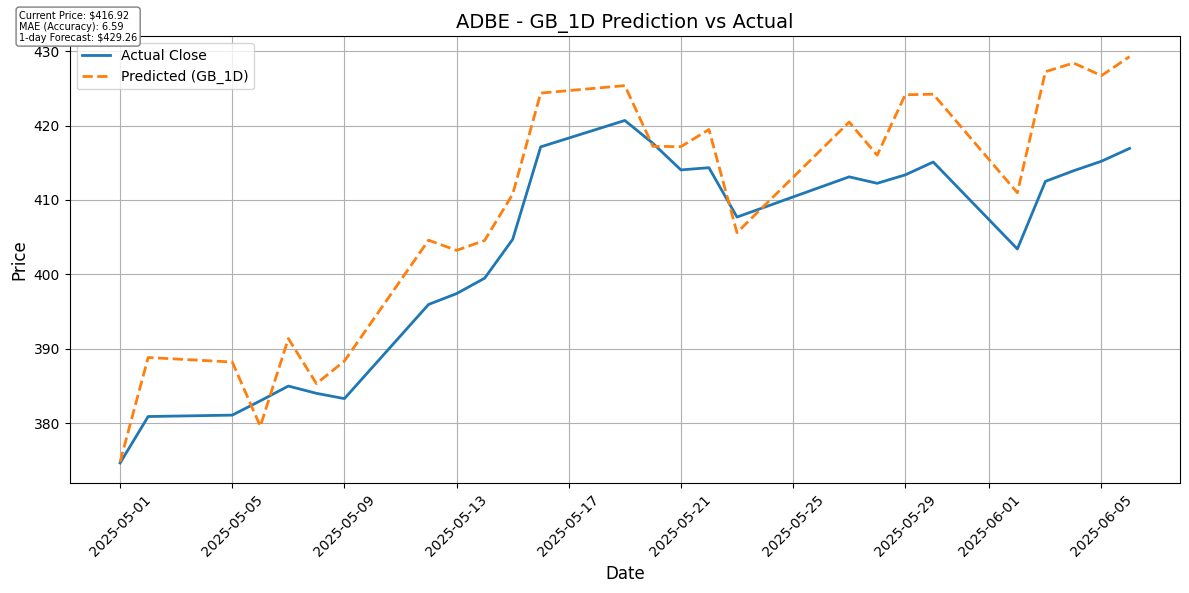 ADBE - GB_1D Prediction vs Actual
Current Price: $416.92
MAE (Accuracy): 6.59
1-day Forecast: $429.26
Actual Close
Predicted (GB_1D)
Price
430
420
410
400
390
380
2025-05-01
2025-05-05
2025-05-09
2025-05-13
2025-05-17
2025-05-21
2025-05-25
2025-05-29
2025-06-01
2025-06-05
Date